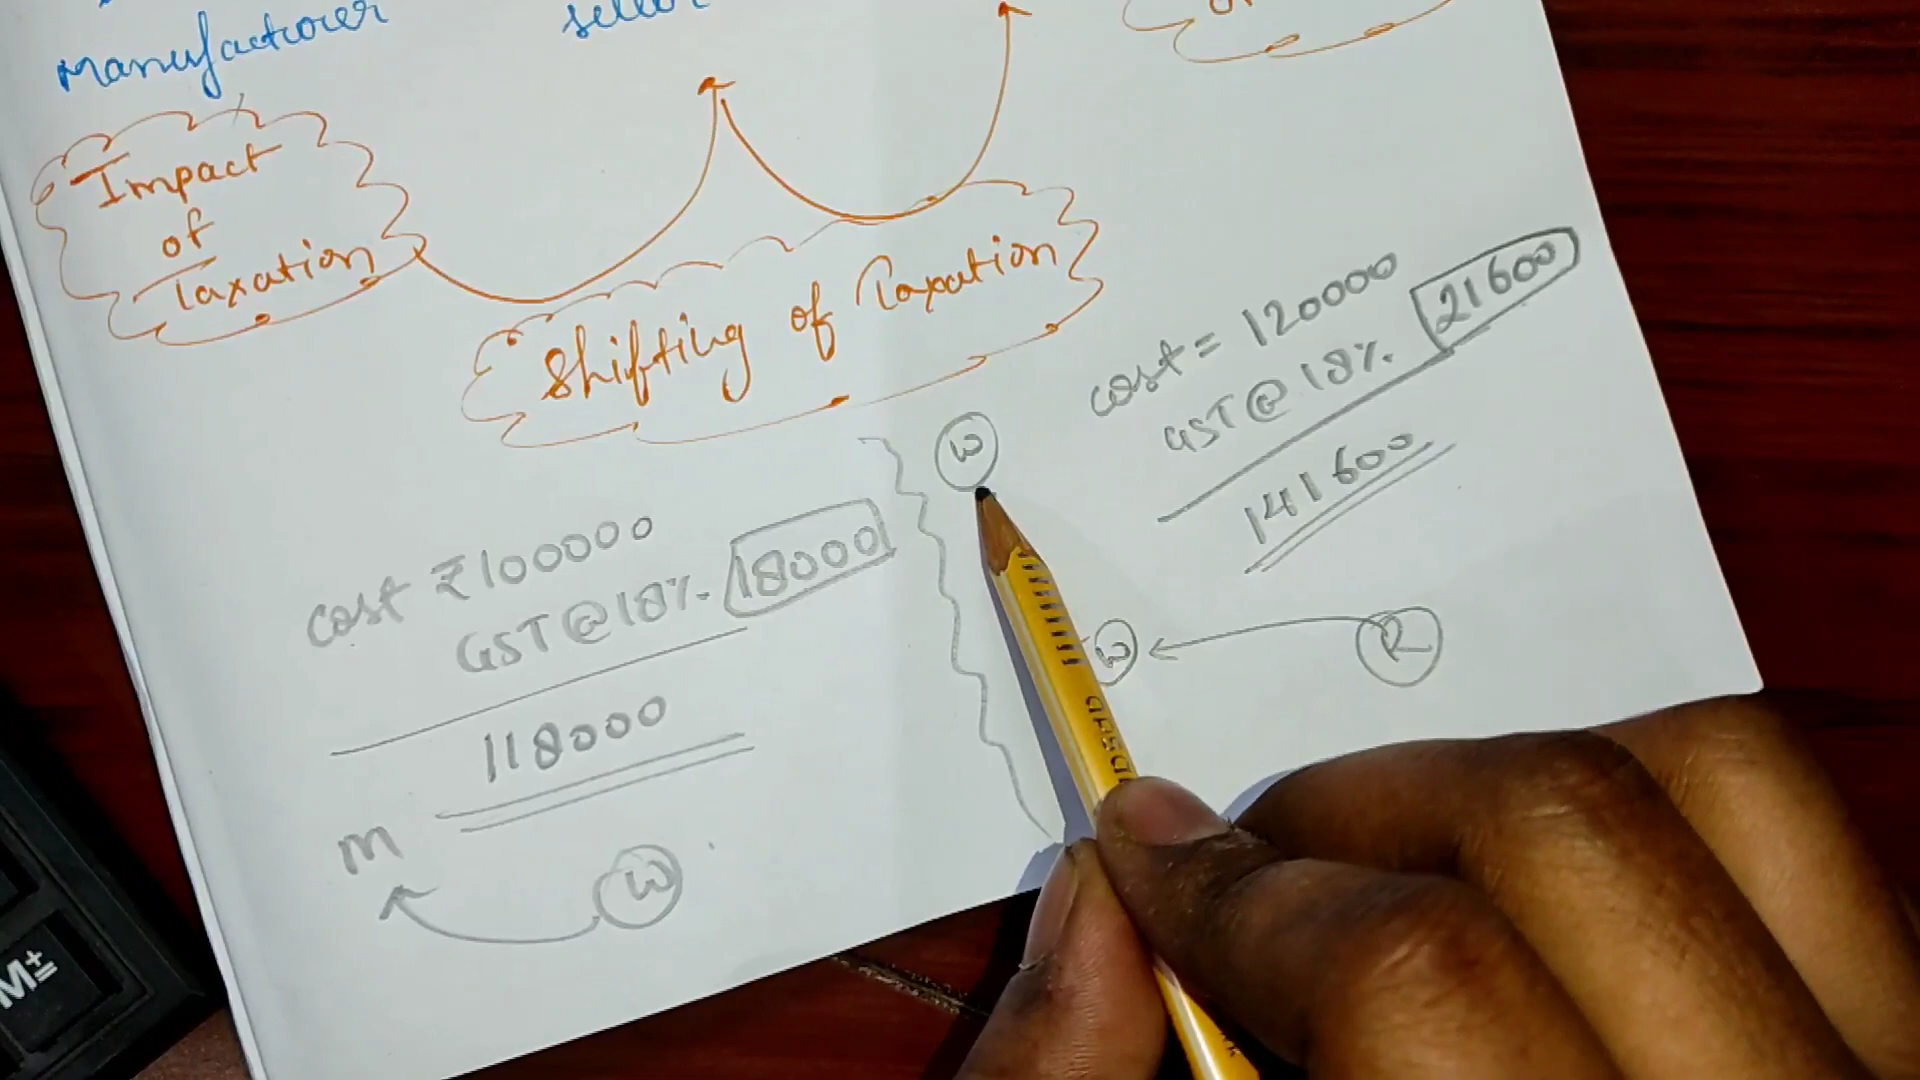 manufacturer
seller
Impact
of
Taxation
Shifting of Taxation
W
cost = 120000
GST@18% 21600
141600
cost ₹100000
GST@18%. 18000
118000
W
R
M
W
M±